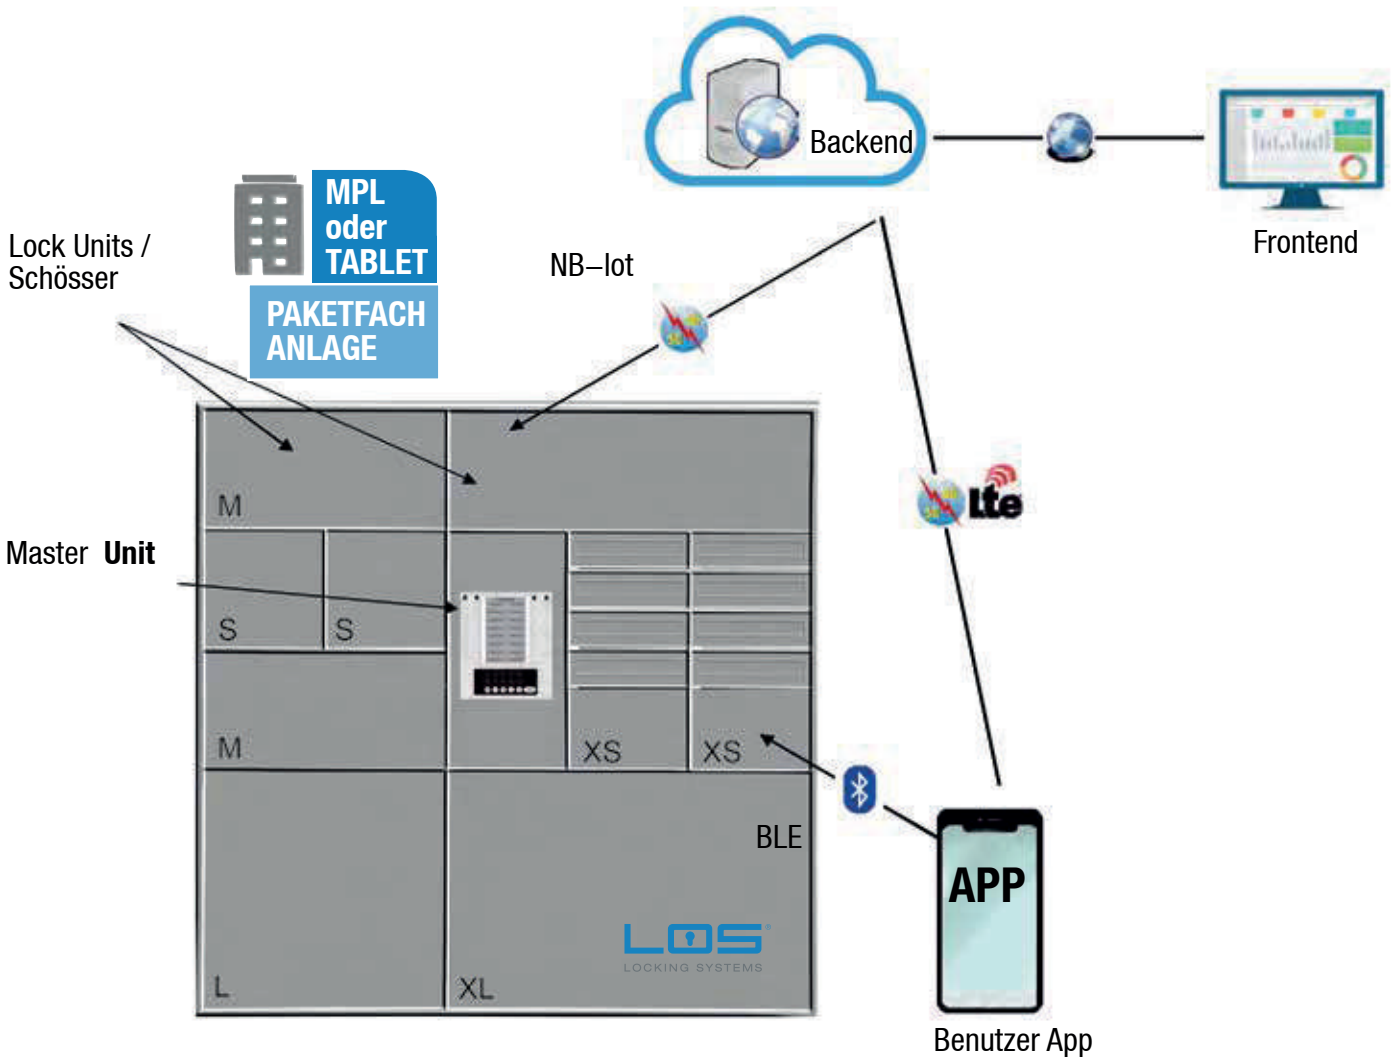 Backend
Frontend
MPL
oder
TABLET
PAKETFACH
ANLAGE
Lock Units /
Schösser
NB–Iot
Lte
Master Unit
M
S
S
M
XS
XS
L
XL
BLE
LOS
LOCKING SYSTEMS
APP
Benutzer App